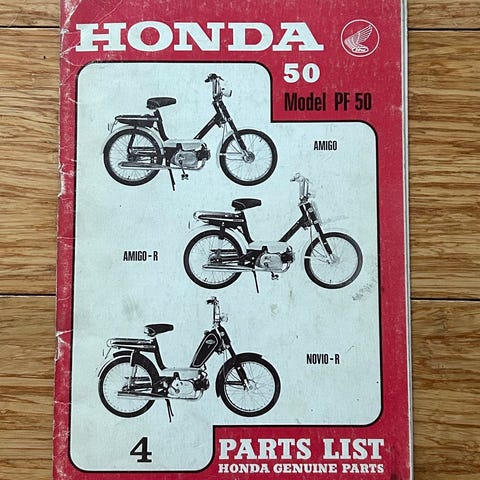 HONDA
50
Model PF 50
AMIGO
AMIGO-R
NOVIO-R
4
PARTS LIST
HONDA GENUINE PARTS